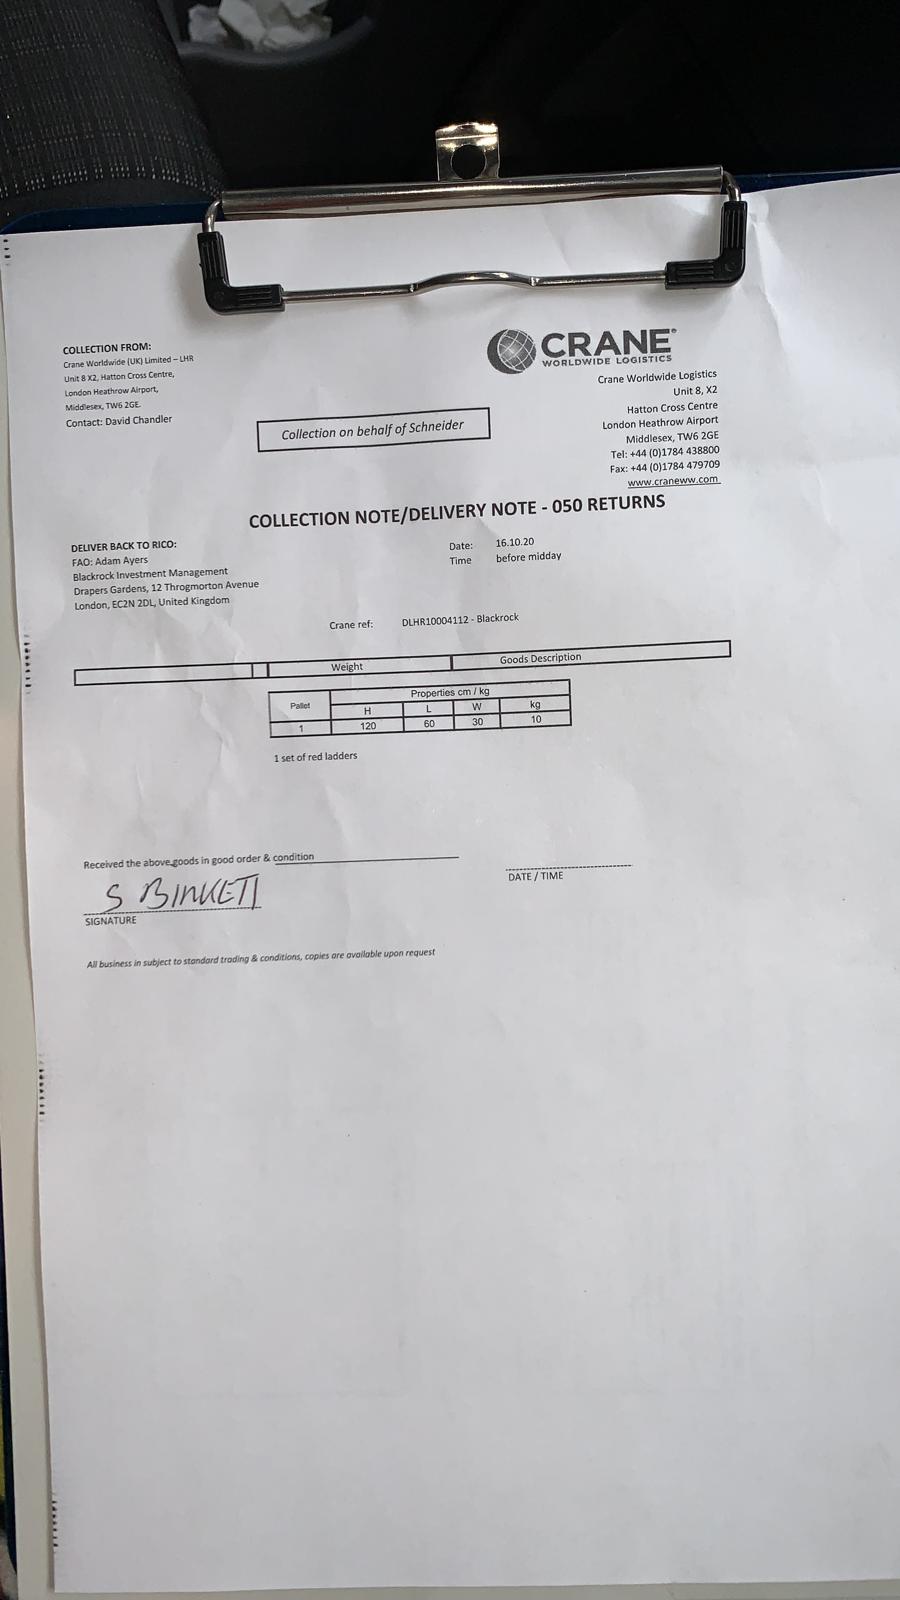 COLLECTION FROM:
Crane Worldwide (UK) Limited – LHR
Unit 8 X2, Hatton Cross Centre,
London Heathrow Airport,
Middlesex, TW6 2GE.
Contact: David Chandler
CRANE®
WORLDWIDE LOGISTICS
Crane Worldwide Logistics
Unit 8, X2
Hatton Cross Centre
London Heathrow Airport
Middlesex, TW6 2GE
Tel: +44 (0)1784 438800
Fax: +44 (0)1784 479709
www.craneww.com
Collection on behalf of Schneider
COLLECTION NOTE/DELIVERY NOTE - 050 RETURNS
DELIVER BACK TO RICO:
FAO: Adam Ayers
Blackrock Investment Management
Drapers Gardens, 12 Throgmorton Avenue
London, EC2N 2DL, United Kingdom
Date: 16.10.20
Time before midday
Crane ref: DLHR10004112 - Blackrock
Weight Goods Description
Pallet Properties cm / kg
H L W kg
1 120 60 30 10
1 set of red ladders
Received the above goods in good order & condition
S BINKETT
SIGNATURE
DATE / TIME
All business in subject to standard trading & conditions, copies are available upon request